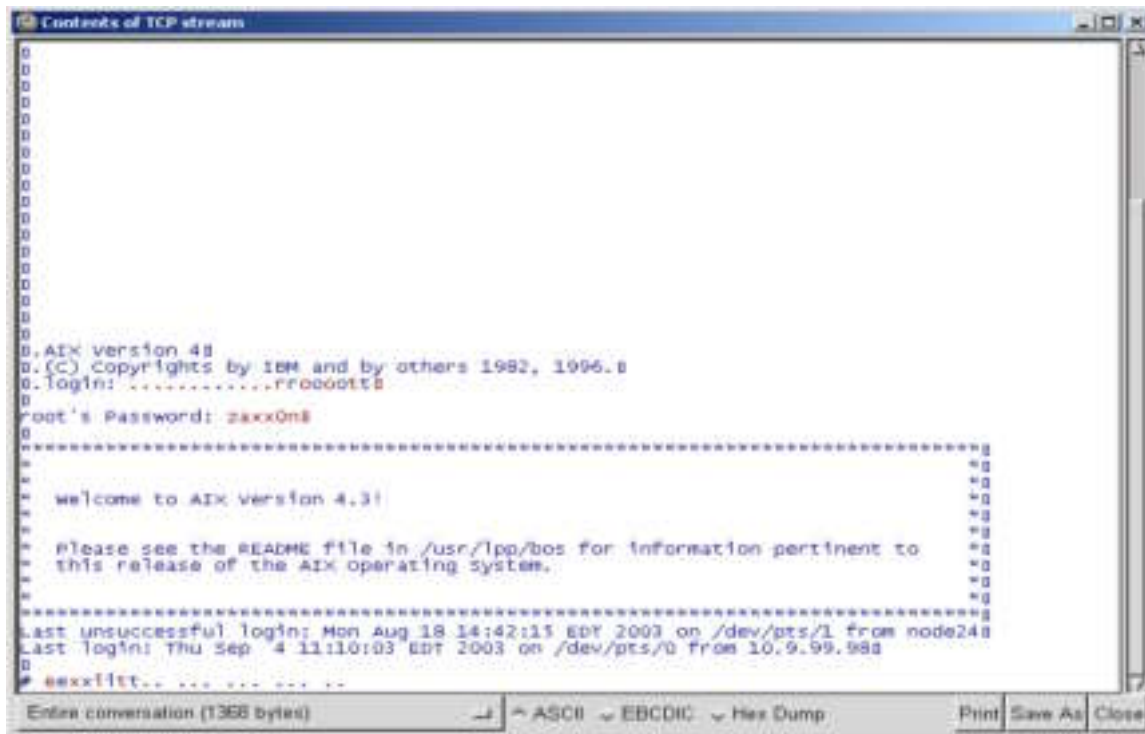 Contents of TCP stream
.AIX Version 4
.(C) Copyrights by IBM and by others 1982, 1996.
.login: ............rroooott
root's Password: zaxx0n
Welcome to AIX Version 4.3!
Please see the README file in /usr/lpp/bos for information pertinent to
this release of the AIX Operating System.
Last unsuccessful login: Mon Aug 18 14:42:15 EDT 2003 on /dev/pts/1 from node24
Last login: Thu Sep 4 11:10:03 EDT 2003 on /dev/pts/0 from 10.9.99.98
# eexxiitt.. ... ... ... ..
Entire conversation (1368 bytes) ASCII EBCDIC Hex Dump Print Save As Close